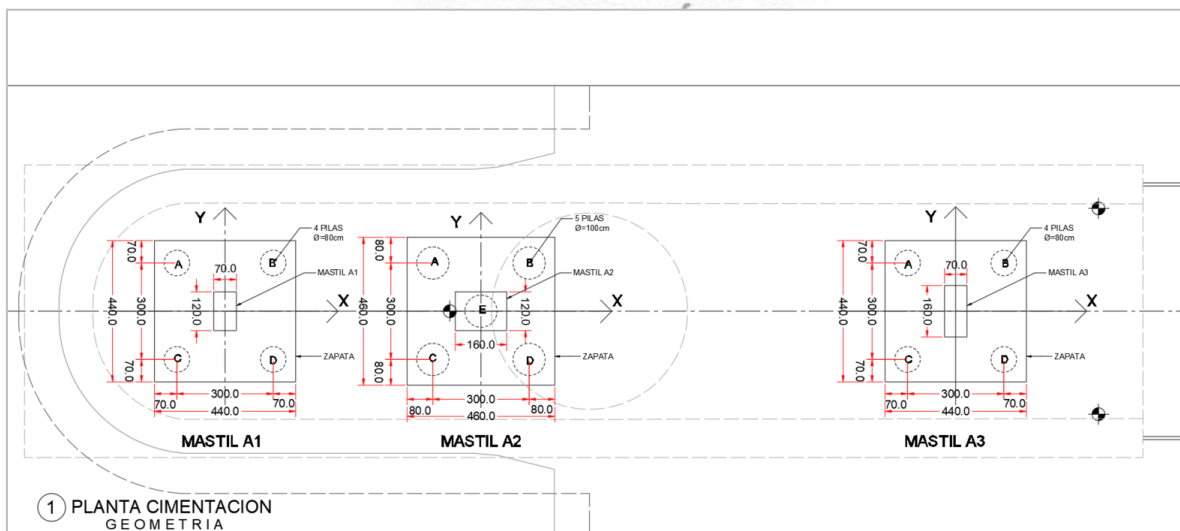 Y
4 PILAS
Ø=80cm
A
B
70.0
70.0
MASTIL A1
300.0
440.0
120.0
X
C
D
ZAPATA
70.0
300.0
70.0
70.0
440.0
MASTIL A1
Y
5 PILAS
Ø=100cm
A
B
80.0
MASTIL A2
300.0
460.0
E
120.0
X
160.0
C
D
ZAPATA
80.0
300.0
80.0
80.0
460.0
MASTIL A2
Y
4 PILAS
Ø=80cm
A
B
70.0
70.0
MASTIL A3
300.0
440.0
160.0
X
C
D
ZAPATA
70.0
300.0
70.0
70.0
440.0
MASTIL A3
1 PLANTA CIMENTACION
GEOMETRIA